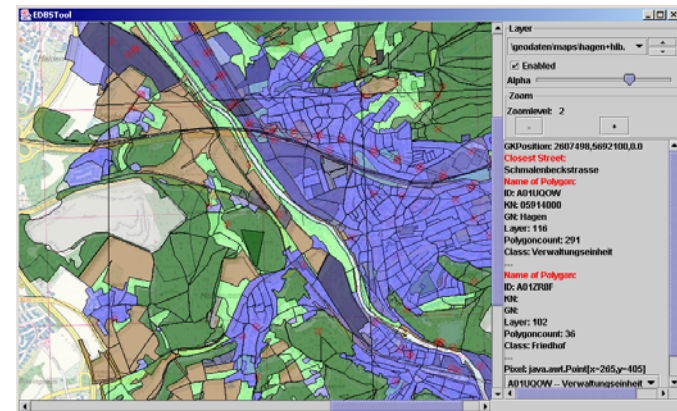 EDBSTool
Layer
\geodaten\maps\hagen+hlb.
Enabled
Alpha
Zoom
Zoomlevel: 2
-
+
GKPosition: 2607498,5692100,0.0
Closest Street:
Schmalenbeckstrasse
Name of Polygon:
ID: A01UQOW
KN: 05914000
GN: Hagen
Layer: 116
Polygoncount: 291
Class: Verwaltungseinheit
...
Name of Polygon:
ID: A01ZR8F
KN:
GN:
Layer: 102
Polygoncount: 36
Class: Friedhof
...
Pixel: java.awt.Point[x=265,y=405]
A01UQOW -- Verwaltungseinheit